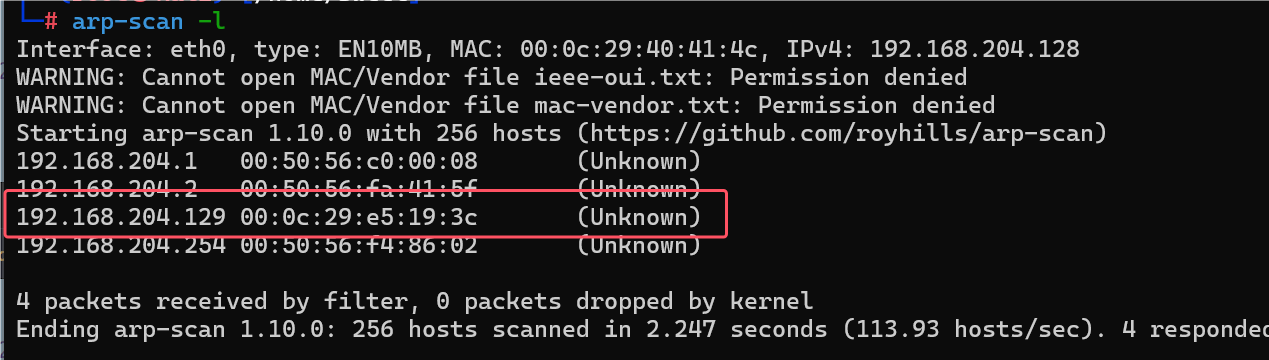 └─# arp-scan -l
Interface: eth0, type: EN10MB, MAC: 00:0c:29:40:41:4c, IPv4: 192.168.204.128
WARNING: Cannot open MAC/Vendor file ieee-oui.txt: Permission denied
WARNING: Cannot open MAC/Vendor file mac-vendor.txt: Permission denied
Starting arp-scan 1.10.0 with 256 hosts (https://github.com/royhills/arp-scan)
192.168.204.1   00:50:56:c0:00:08       (Unknown)
192.168.204.2   00:50:56:fa:41:5f       (Unknown)
192.168.204.129 00:0c:29:e5:19:3c       (Unknown)
192.168.204.254 00:50:56:f4:86:02       (Unknown)
4 packets received by filter, 0 packets dropped by kernel
Ending arp-scan 1.10.0: 256 hosts scanned in 2.247 seconds (113.93 hosts/sec). 4 responded